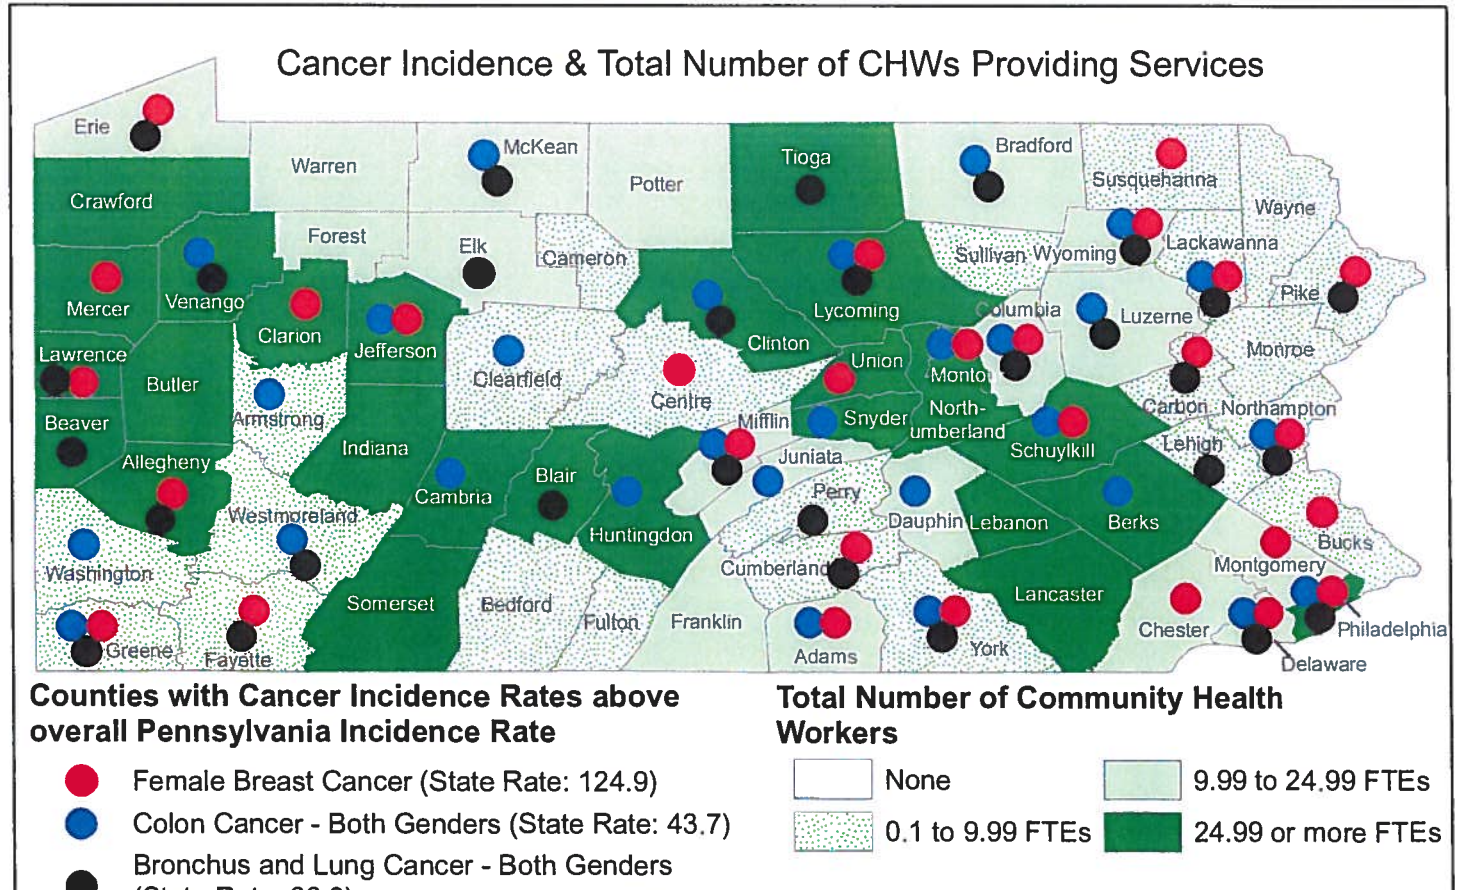 Cancer Incidence & Total Number of CHWs Providing Services
Erie
Warren
McKean
Potter
Tioga
Bradford
Susquehanna
Wayne
Crawford
Forest
Elk
Cameron
Sullivan
Wyoming
Lackawanna
Pike
Mercer
Venango
Clarion
Jefferson
Clinton
Lycoming
Columbia
Luzerne
Monroe
Lawrence
Butler
Armstrong
Clearfield
Centre
Union
Monto
Carbon
Northampton
Beaver
Allegheny
Indiana
Cambria
Blair
Huntingdon
Mifflin
Juniata
Snyder
North-
umberland
Schuylkill
Lehigh
Washington
Westmoreland
Perry
Dauphin
Lebanon
Berks
Bucks
Montgomery
Cumberland
Greene
Fayette
Somerset
Bedford
Fulton
Franklin
Adams
York
Lancaster
Chester
Philadelphia
Delaware
Counties with Cancer Incidence Rates above
overall Pennsylvania Incidence Rate
Female Breast Cancer (State Rate: 124.9)
Colon Cancer - Both Genders (State Rate: 43.7)
Bronchus and Lung Cancer - Both Genders
Total Number of Community Health
Workers
None
0.1 to 9.99 FTEs
9.99 to 24.99 FTEs
24.99 or more FTEs